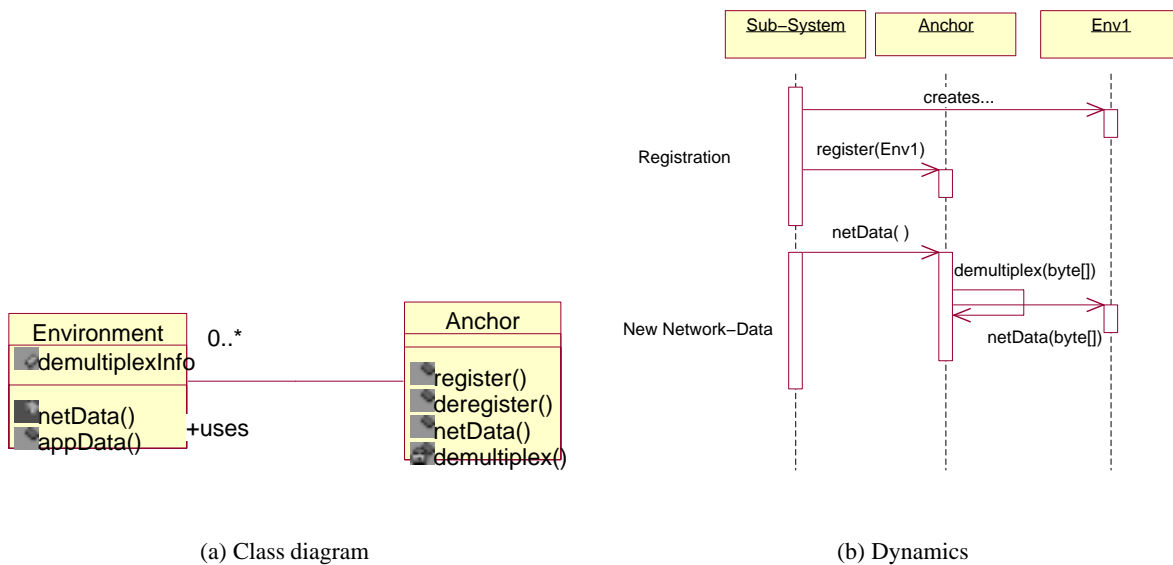 Environment
demultiplexInfo
netData()
appData()
0..*
+uses
Anchor
register()
deregister()
netData()
demultiplex()
(a) Class diagram
Sub−System
Anchor
Env1
creates...
Registration
register(Env1)
netData( )
demultiplex(byte[])
New Network−Data
netData(byte[])
(b) Dynamics